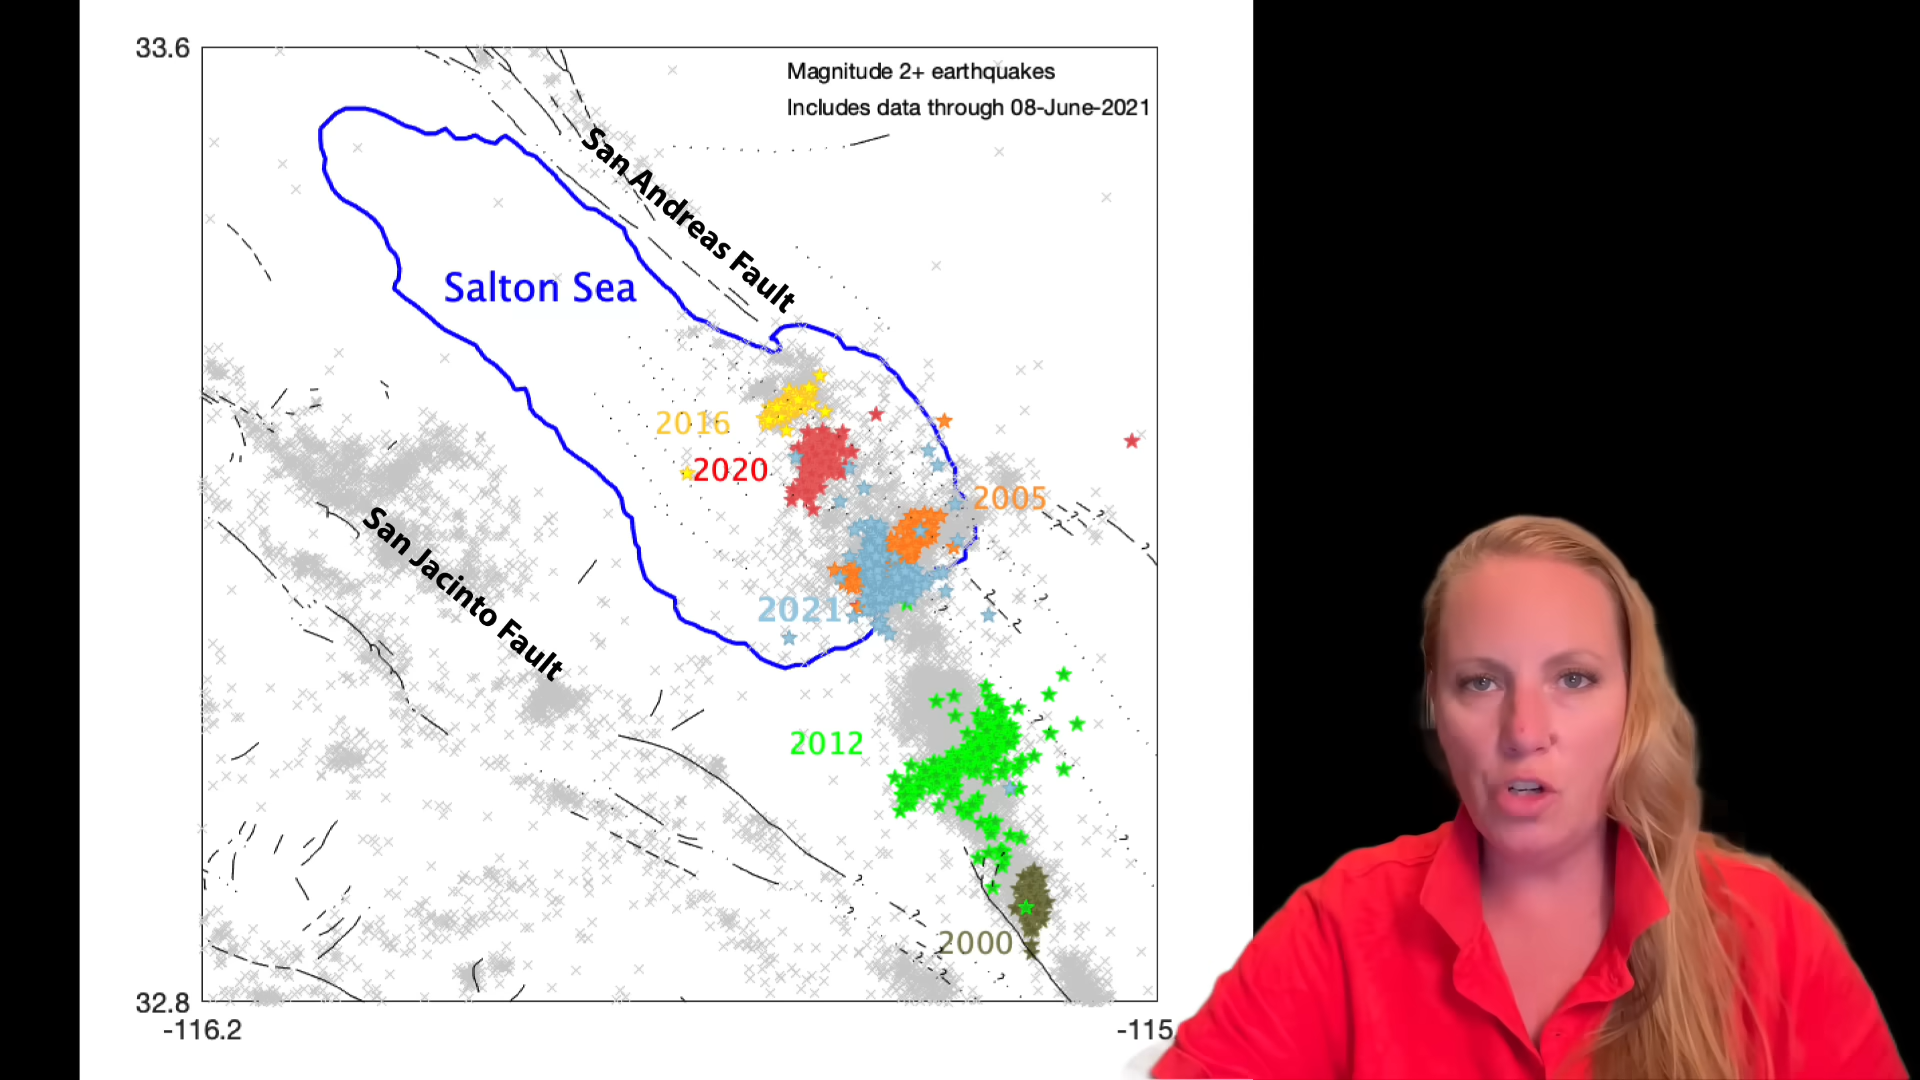 33.6
Magnitude 2+ earthquakes
Includes data through 08-June-2021
San Andreas Fault
Salton Sea
2016
2020
2005
San Jacinto Fault
2021
2012
2000
32.8
-116.2
-115